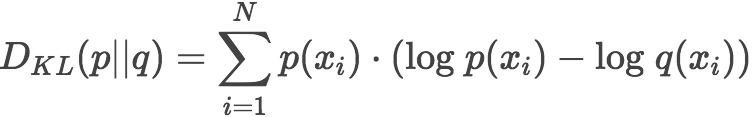 D_{KL}(p||q) = \sum_{i=1}^{N} p(x_i) \cdot (\log p(x_i) - \log q(x_i))